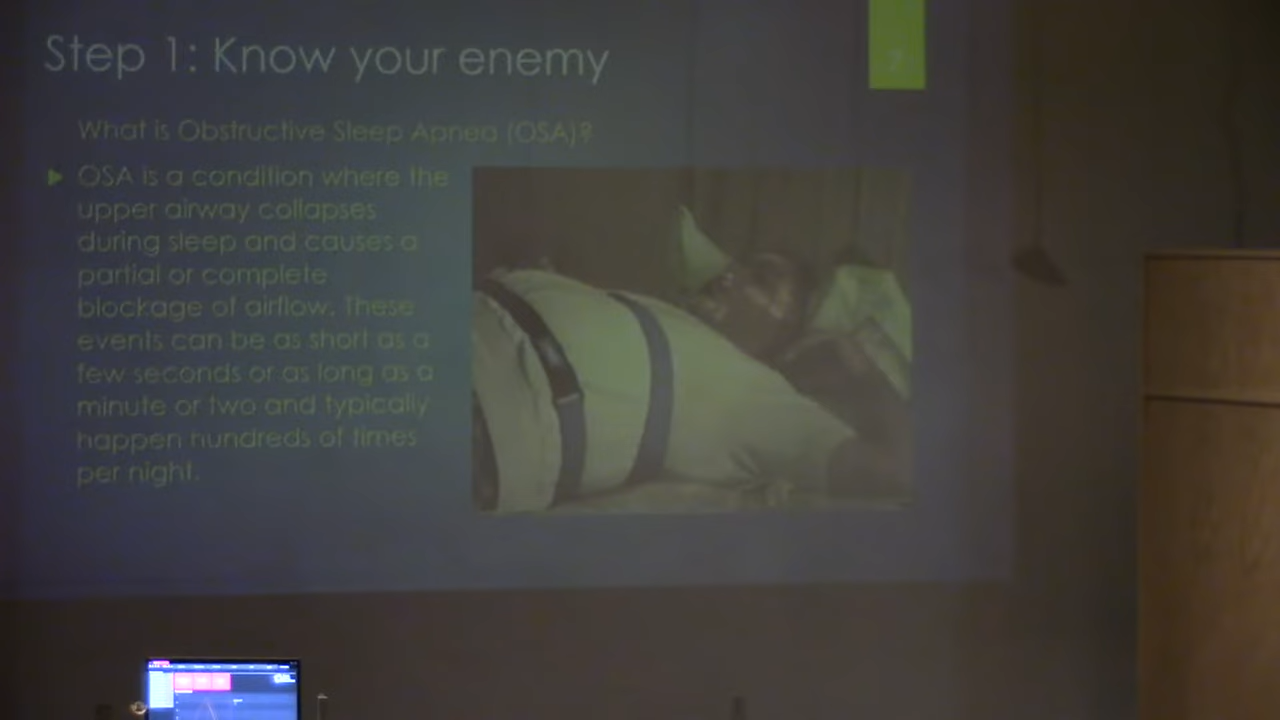 Step 1: Know your enemy
7
What is Obstructive Sleep Apnea (OSA)?
OSA is a condition where the
upper airway collapses
during sleep and causes a
partial or complete
blockage of airflow. These
events can be as short as a
few seconds or as long as a
minute or two and typically
happen hundreds of times
per night.